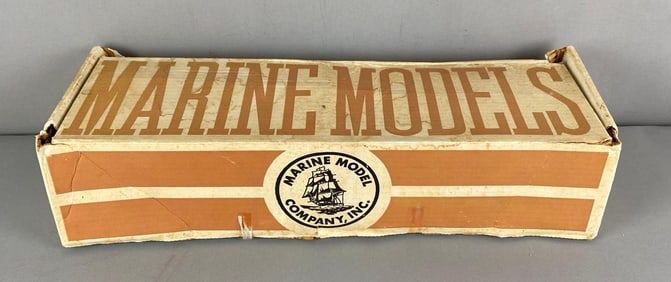 MARINE MODELS
MARINE MODEL
COMPANY, INC.